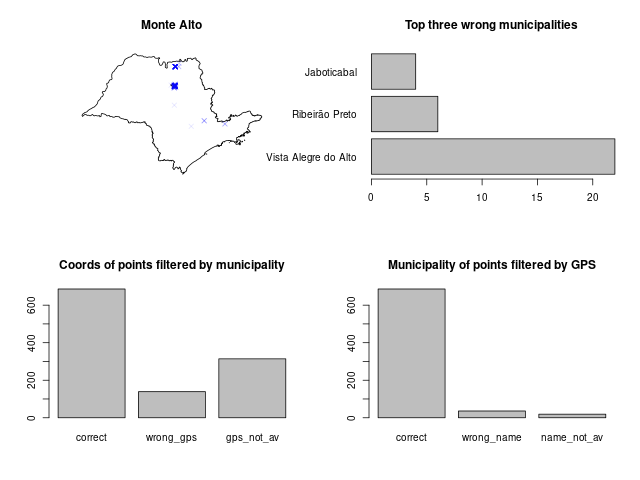 Monte Alto
Top three wrong municipalities
Jaboticabal
Ribeirão Preto
Vista Alegre do Alto
0 5 10 15 20
Coords of points filtered by municipality
0 200 400 600
correct wrong_gps gps_not_av
Municipality of points filtered by GPS
0 200 400 600
correct wrong_name name_not_av